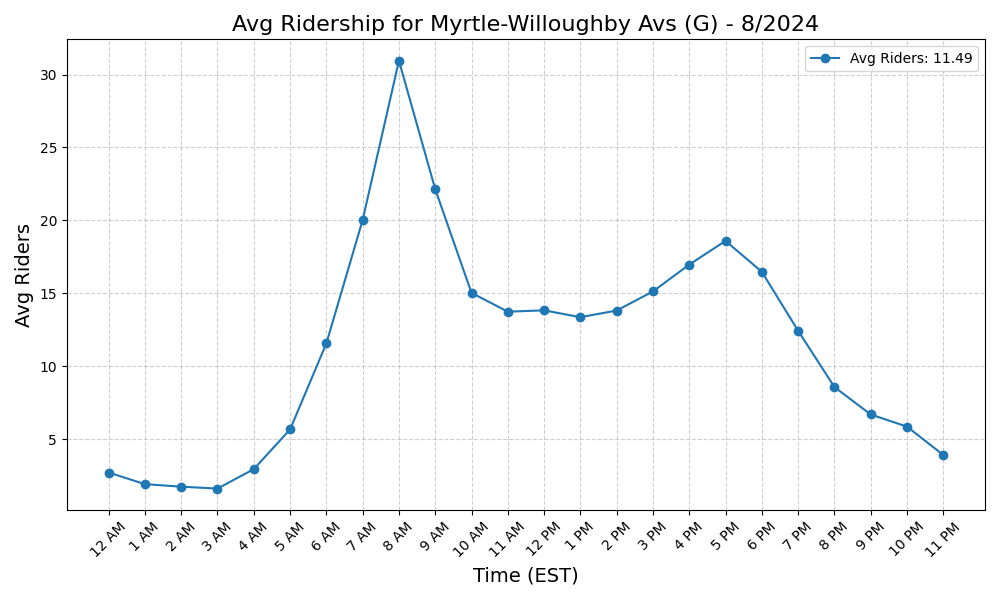 Avg Ridership for Myrtle-Willoughby Avs (G) - 8/2024
Avg Riders: 11.49
Avg Riders
30
25
20
15
10
5
12 AM
1 AM
2 AM
3 AM
4 AM
5 AM
6 AM
7 AM
8 AM
9 AM
10 AM
11 AM
12 PM
1 PM
2 PM
3 PM
4 PM
5 PM
6 PM
7 PM
8 PM
9 PM
10 PM
11 PM
Time (EST)